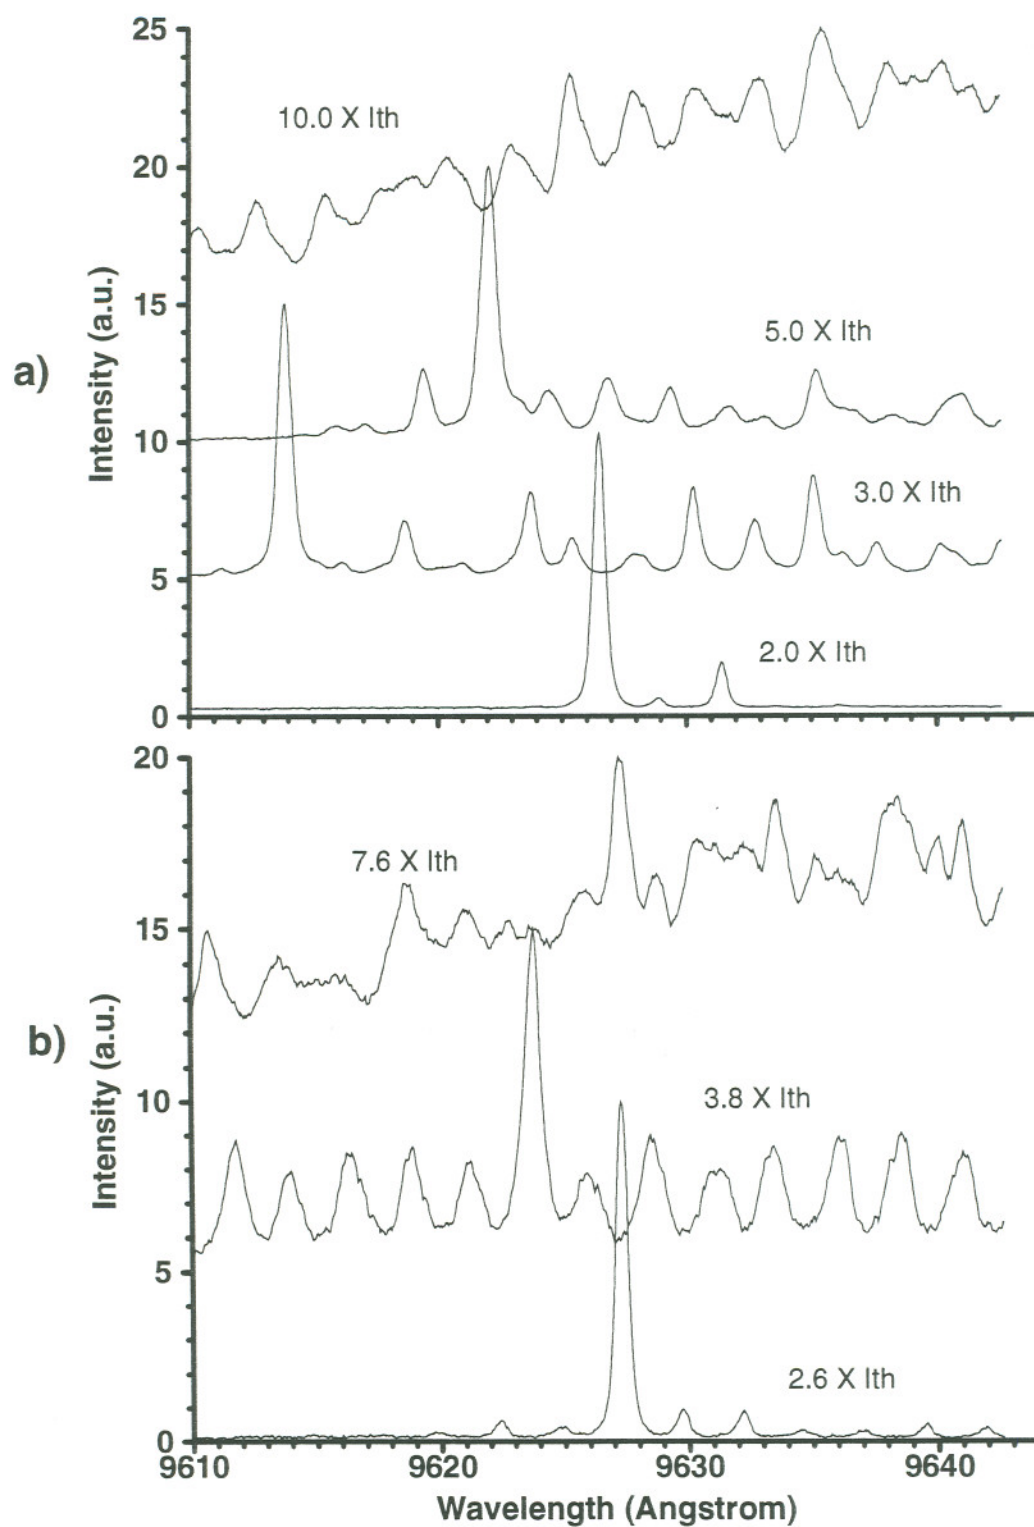 25
10.0 X Ith
20
15
a)
Intensity (a.u.)
5.0 X Ith
10
3.0 X Ith
5
2.0 X Ith
0
20
7.6 X Ith
15
b)
Intensity (a.u.)
10
3.8 X Ith
5
2.6 X Ith
0
9610 9620 9630 9640
Wavelength (Angstrom)